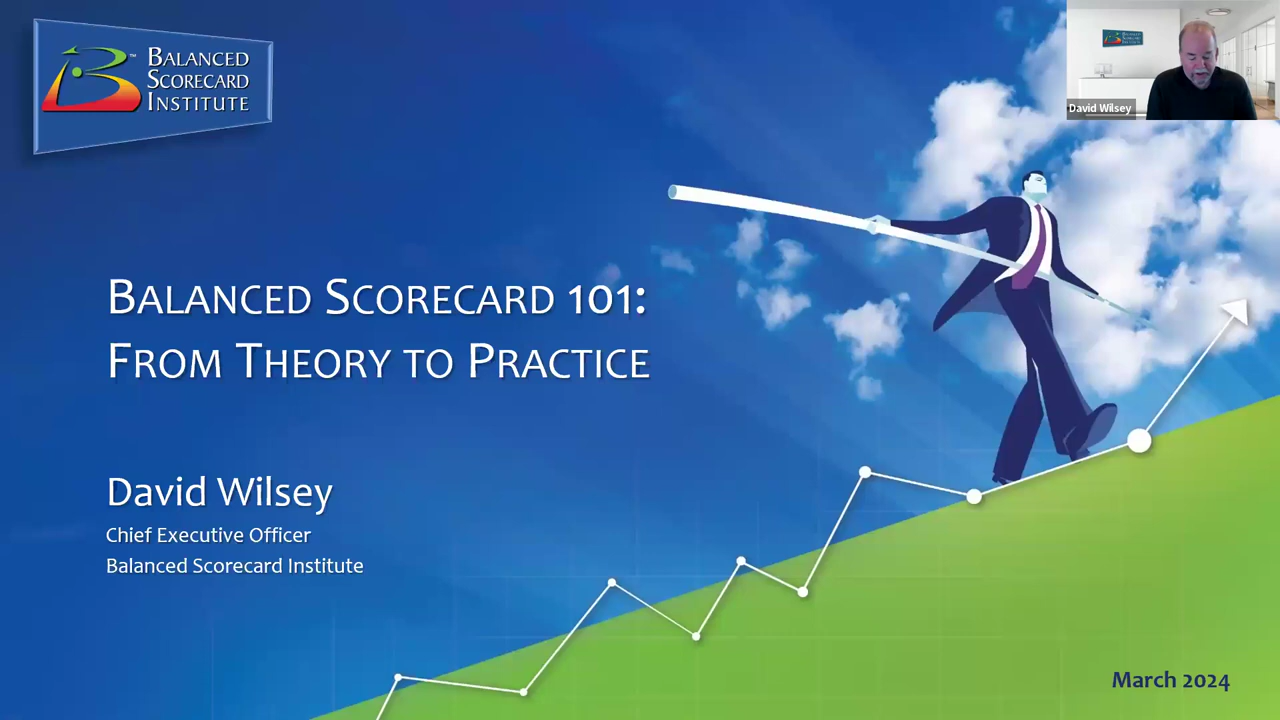 BALANCED
SCORECARD
INSTITUTE
David Wilsey
BALANCED SCORECARD 101:
FROM THEORY TO PRACTICE
David Wilsey
Chief Executive Officer
Balanced Scorecard Institute
March 2024